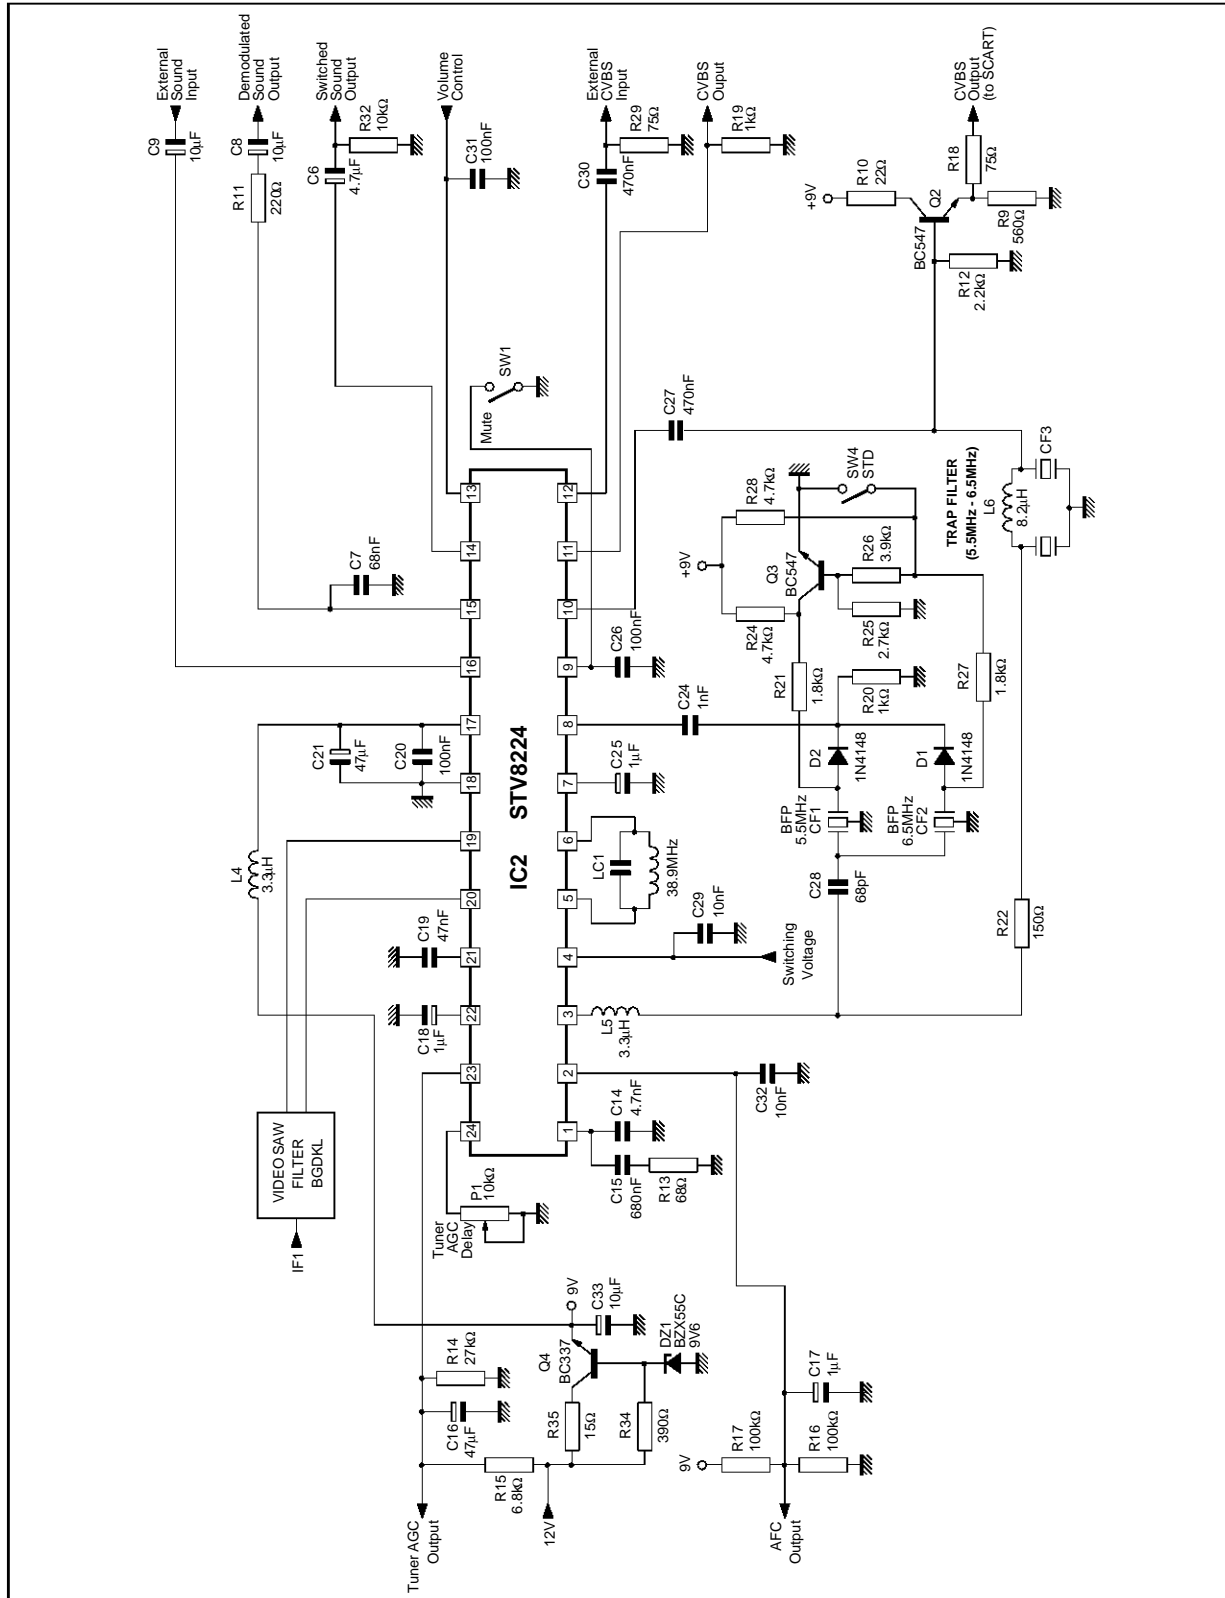 External
Sound
Input
C9
10μF
Demodulated
Sound
Output
C8
10μF
R11
220Ω
Switched
Sound
Output
R32
10kΩ
C6
4.7μF
Volume
Control
C31
100nF
External
CVBS
Input
R29
75Ω
C30
470nF
CVBS
Ouput
R19
1kΩ
CVBS
Output
(to SCART)
R18
75Ω
+9V
R10
22Ω
Q2
BC547
R9
560Ω
R12
2.2kΩ
SW1
Mute
C27
470nF
13
14
15
16
17
18
19
20
21
22
23
24
12
11
10
9
8
7
6
5
4
3
2
1
IC2 STV8224
C7
68nF
C26
100nF
C24
1nF
C25
1μF
LC1
38.9MHz
C29
10nF
Switching
Voltage
L5
3.3μH
C32
10nF
C14
4.7nF
C15
680nF
R13
68Ω
C21
47μF
C20
100nF
L4
3.3μH
C19
47nF
C18
1μF
VIDEO SAW
FILTER
BGDKL
IF1
Tuner
AGC
Delay
P1
10kΩ
+9V
R28
4.7kΩ
SW4
STD
Q3
BC547
R24
4.7kΩ
R26
3.9kΩ
R25
2.7kΩ
R21
1.8kΩ
R20
1kΩ
R27
1.8kΩ
D2
1N4148
D1
1N4148
BFP
5.5MHz
CF1
BFP
6.5MHz
CF2
C28
68pF
R22
150Ω
TRAP FILTER
(5.5MHz - 6.5MHz)
L6
8.2μH
CF3
9V
C33
10μF
Q4
BC337
DZ1
BZX55C
9V6
R14
27kΩ
C16
47μF
R35
15Ω
R34
390Ω
R15
6.8kΩ
12V
Tuner AGC
Output
9V
R17
100kΩ
R16
100kΩ
C17
1μF
AFC
Output